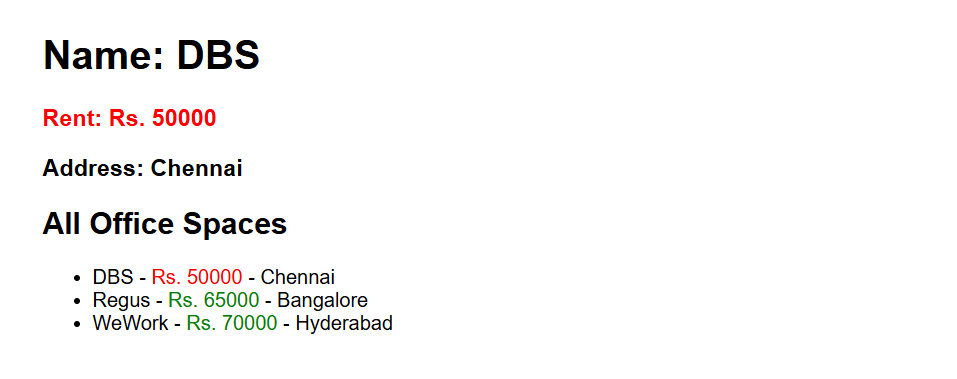 Name: DBS
Rent: Rs. 50000
Address: Chennai
All Office Spaces
• DBS - Rs. 50000 - Chennai
• Regus - Rs. 65000 - Bangalore
• WeWork - Rs. 70000 - Hyderabad